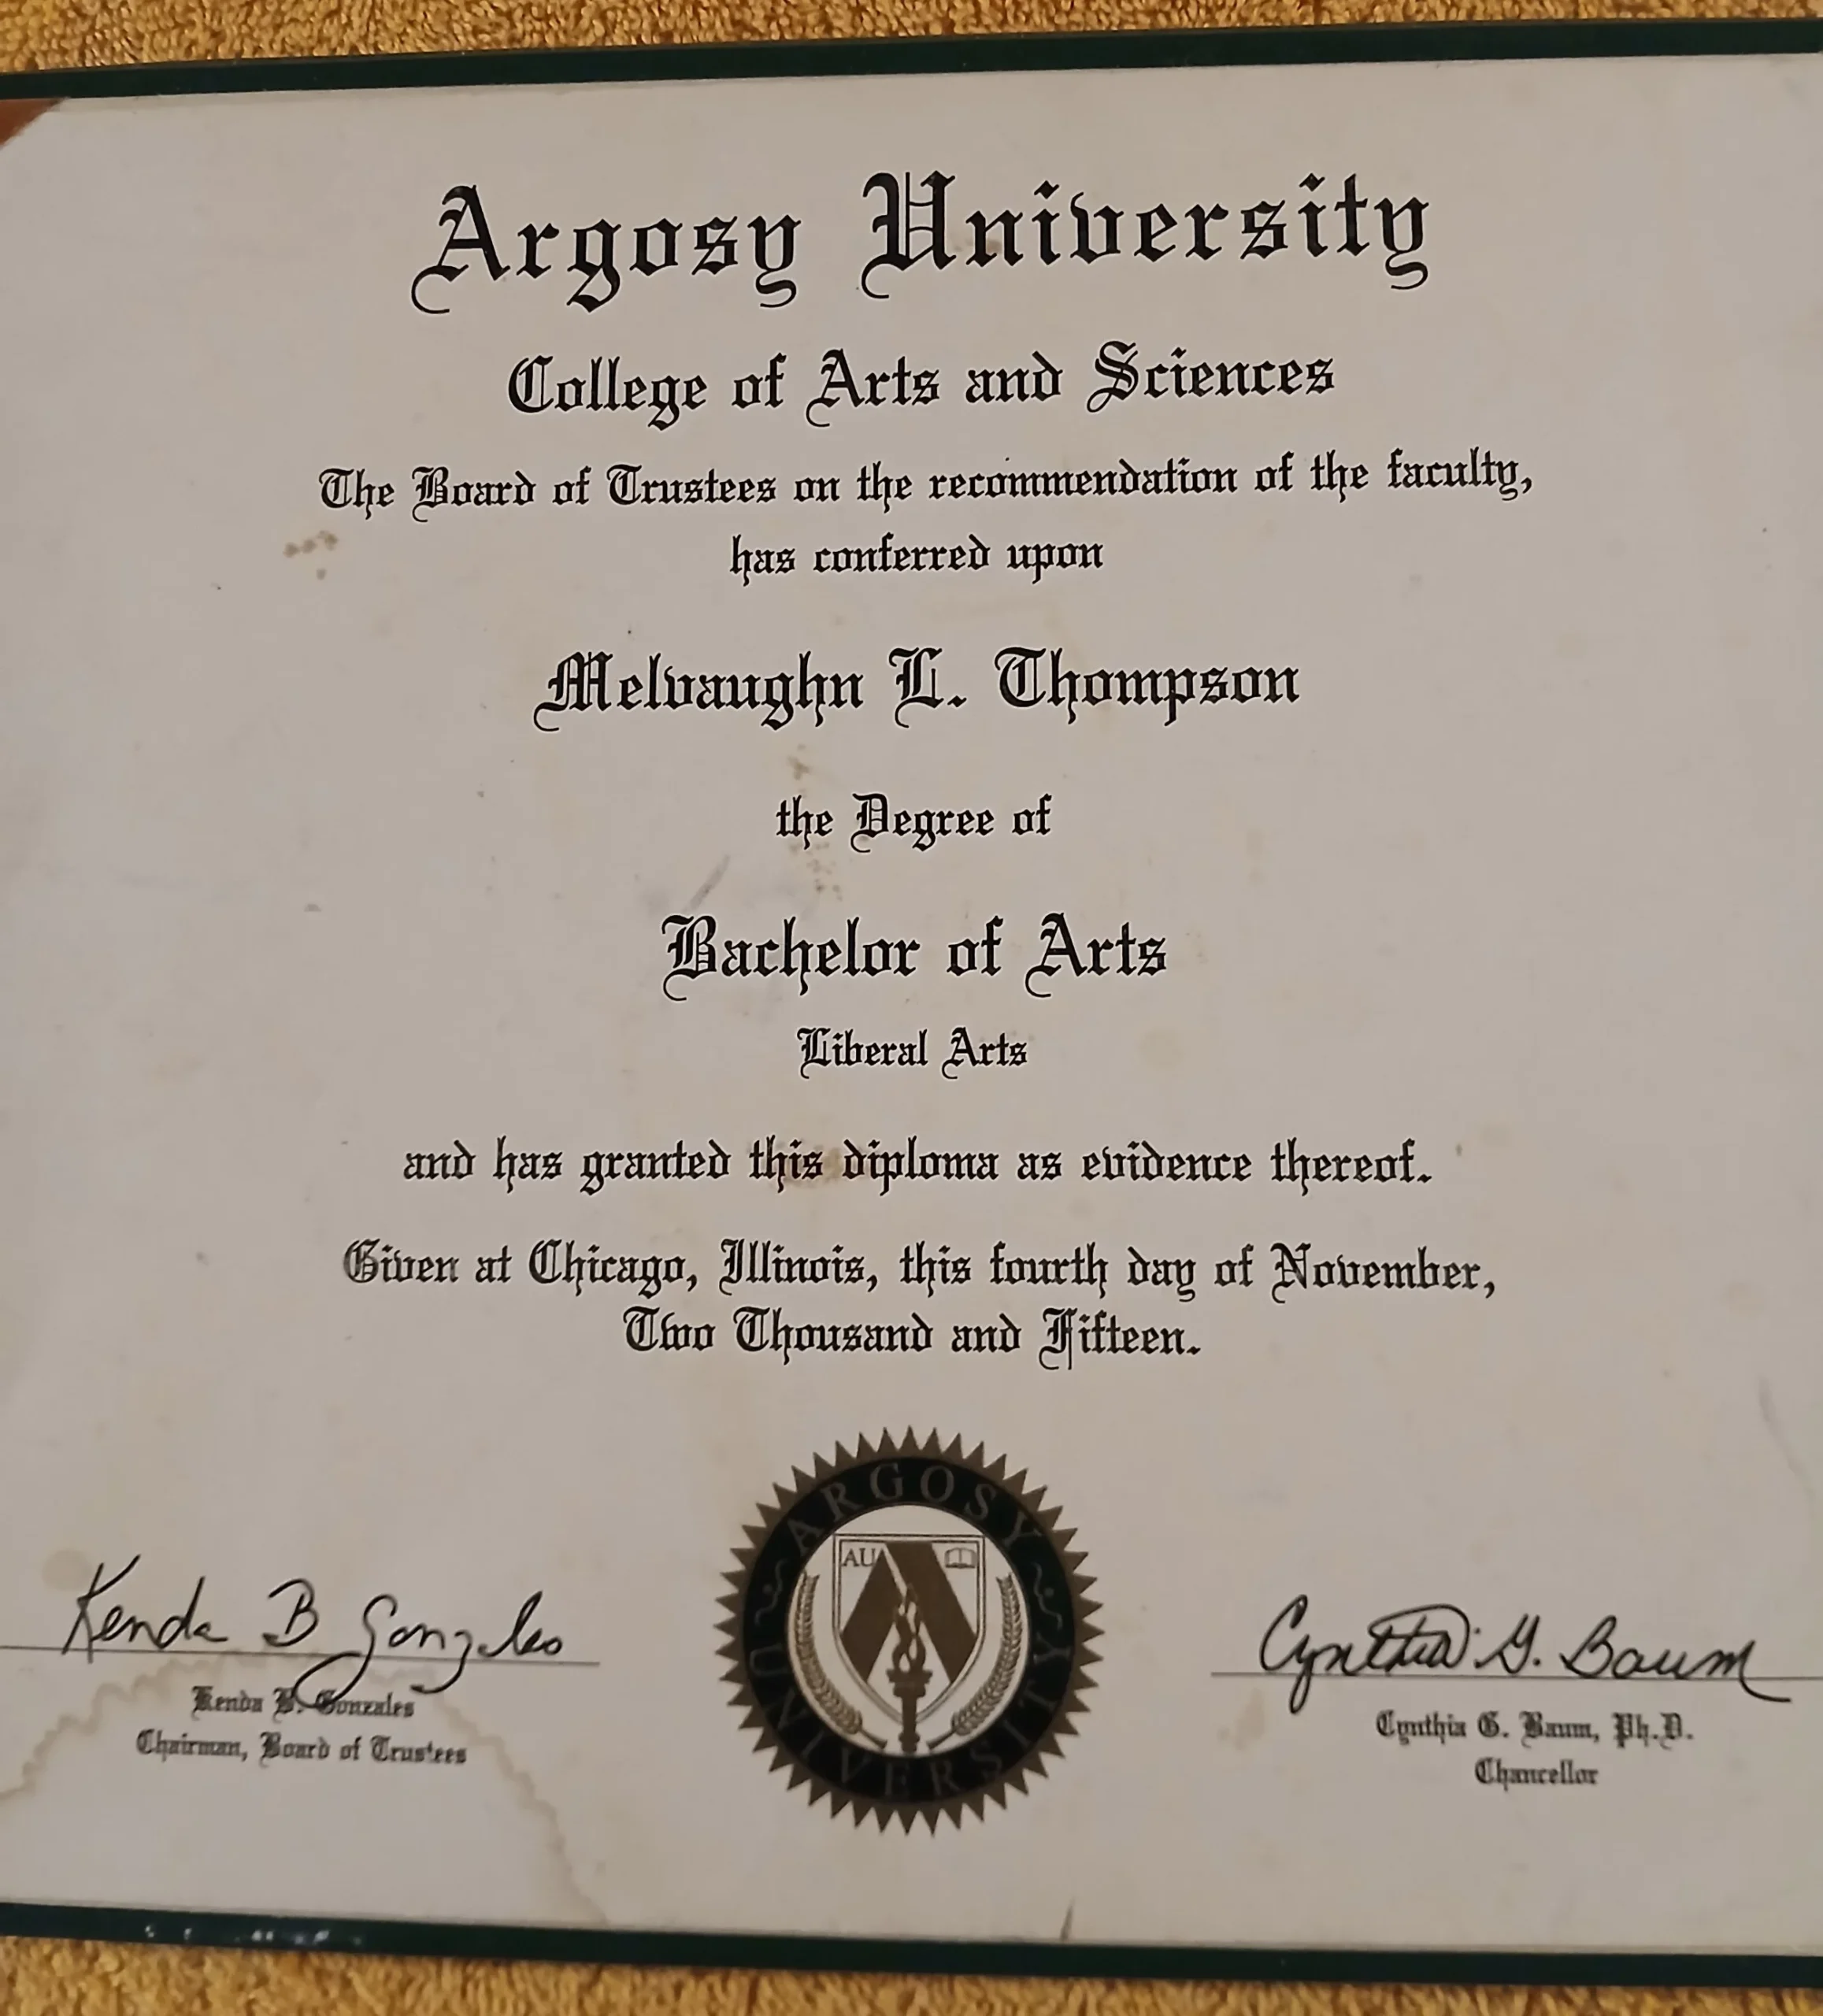 Argosy University
College of Arts and Sciences
The Board of Trustees on the recommendation of the faculty,
has conferred upon
Melvaughn L. Thompson
the Degree of
Bachelor of Arts
Liberal Arts
and has granted this diploma as evidence thereof.
Given at Chicago, Illinois, this fourth day of November,
Two Thousand and Fifteen.
ARGOSY UNIVERSITY
AU
Kenda B Gonzales
Kenda B. Gonzales
Chairman, Board of Trustees
Cynthia G. Baum
Cynthia G. Baum, Ph.D.
Chancellor